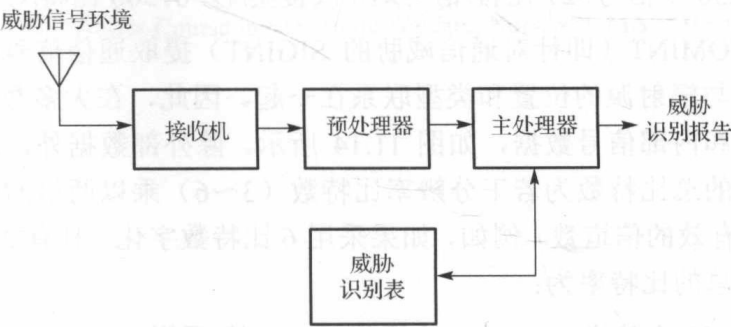 威胁信号环境
接收机
预处理器
主处理器
威胁
识别报告
威胁
识别表